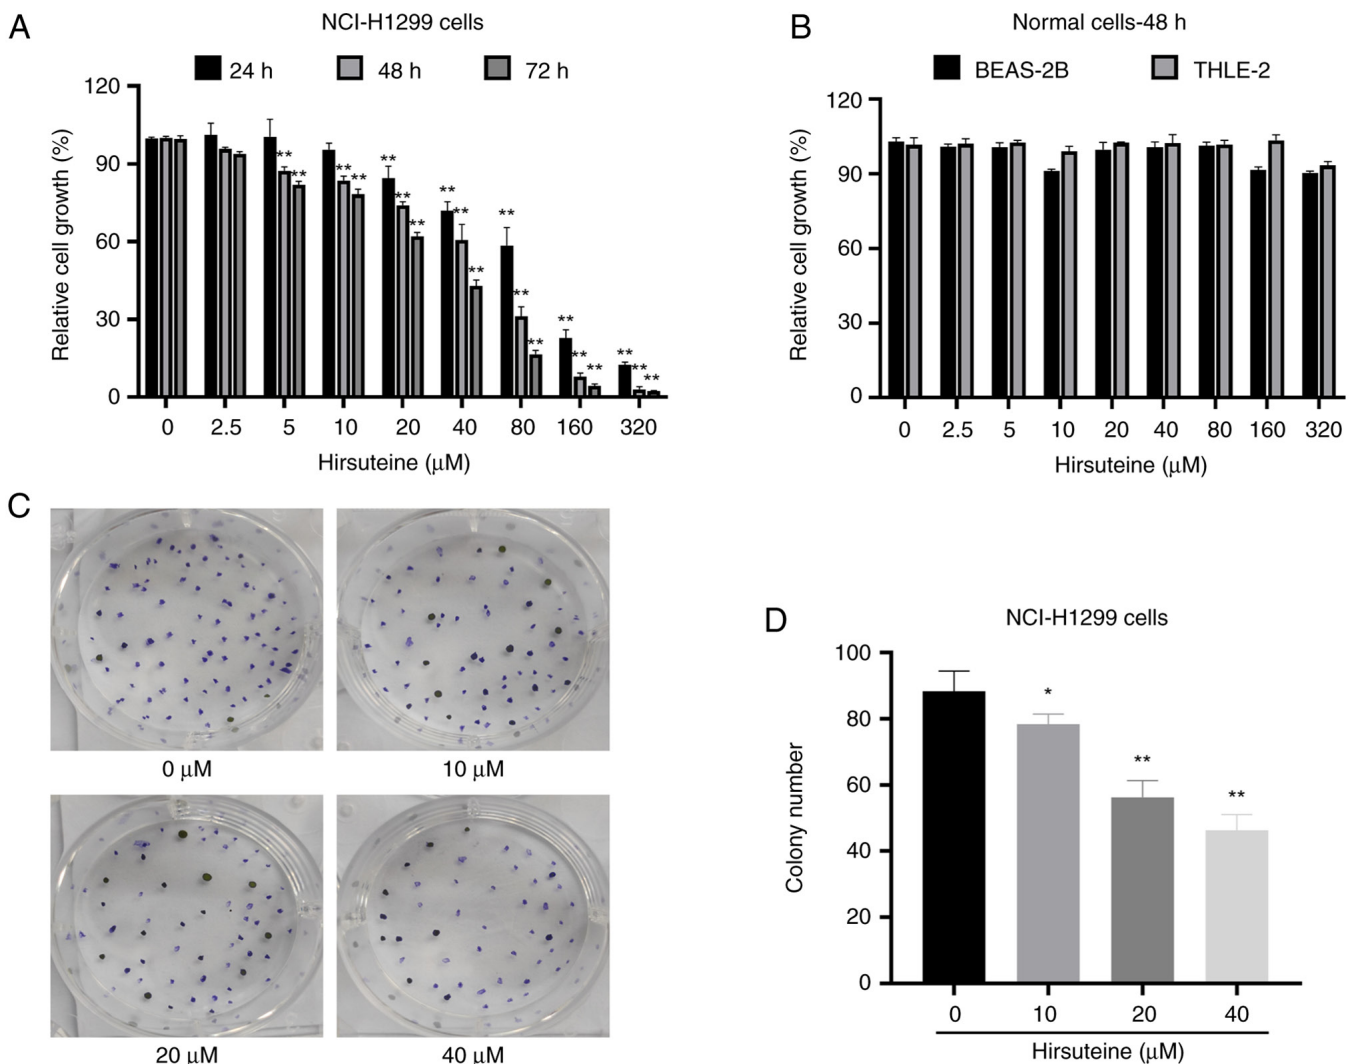 A
NCI-H1299 cells
24 h 48 h 72 h
Relative cell growth (%)
120
90
60
30
0
** ** ** ** ** ** ** ** ** ** ** ** ** ** ** ** ** ** **
0 2.5 5 10 20 40 80 160 320
Hirsuteine (μM)
B
Normal cells-48 h
BEAS-2B THLE-2
Relative cell growth (%)
120
90
60
30
0
0 2.5 5 10 20 40 80 160 320
Hirsuteine (μM)
C
0 μM 10 μM
20 μM 40 μM
D
NCI-H1299 cells
Colony number
100
80
60
40
20
0
* ** **
0 10 20 40
Hirsuteine (μM)